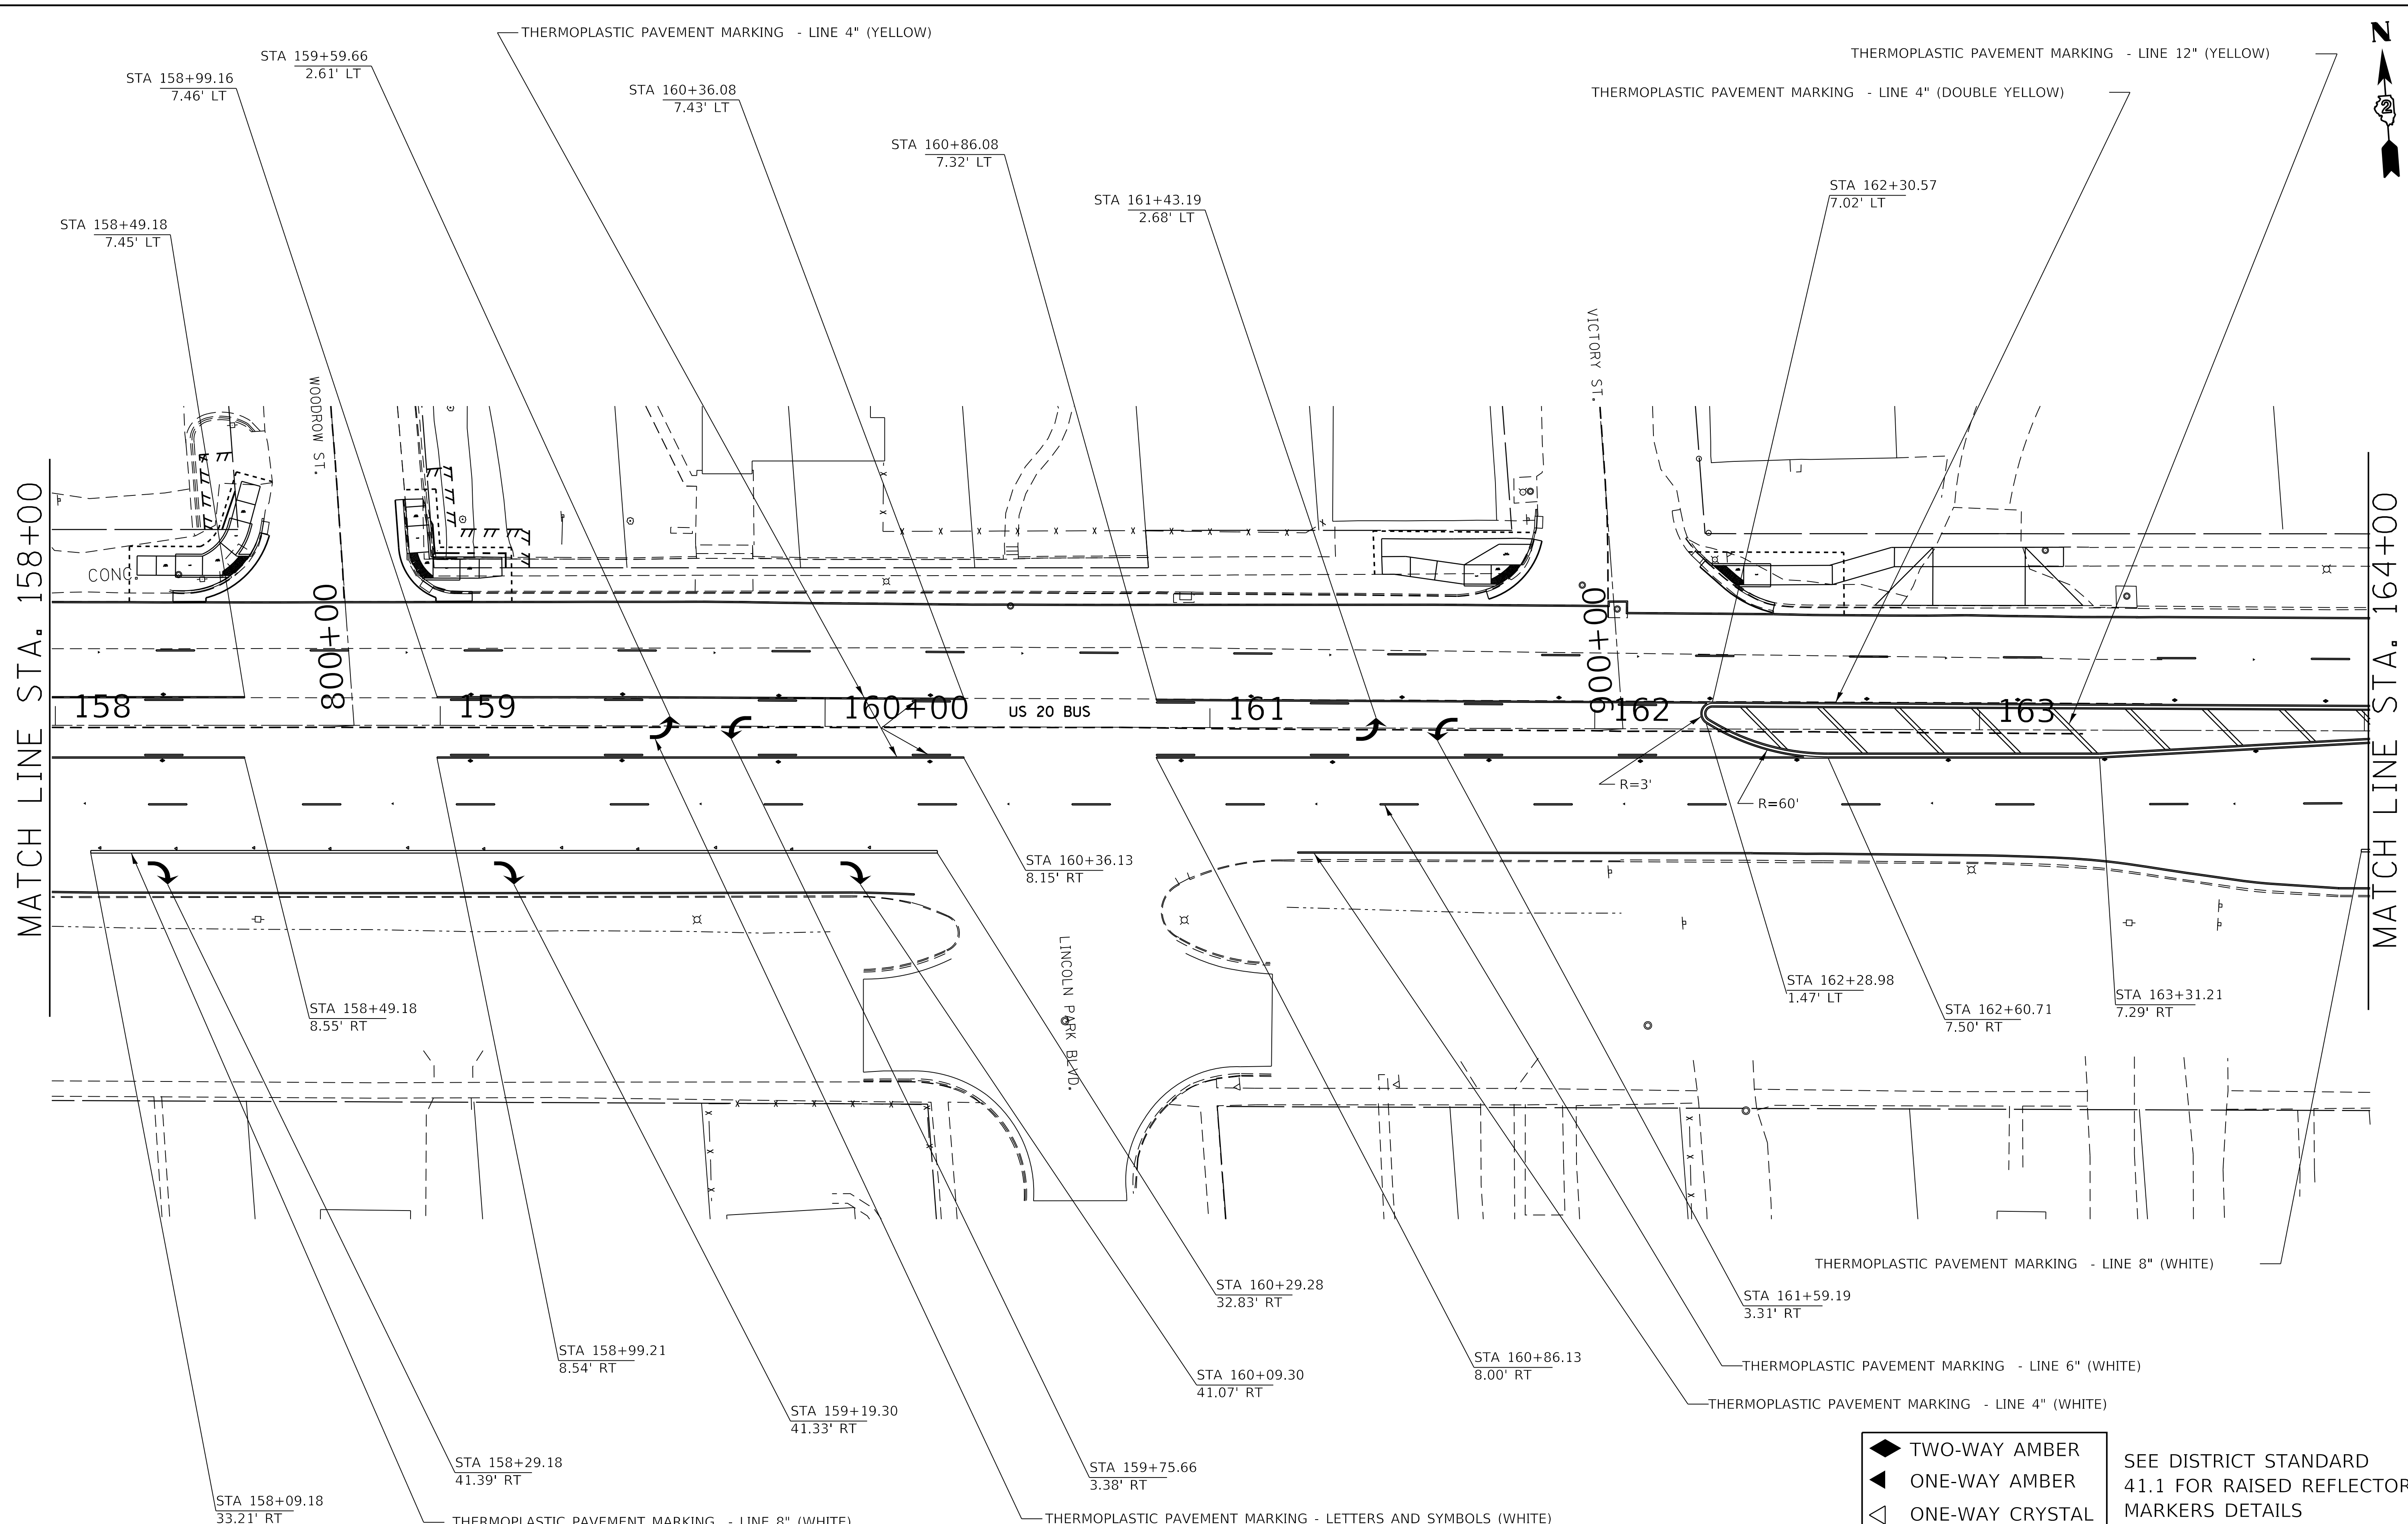 THERMOPLASTIC PAVEMENT MARKING - LINE 4" (YELLOW)
N
STA 159+59.66
2.61' LT
THERMOPLASTIC PAVEMENT MARKING - LINE 12" (YELLOW)
STA 158+99.16
7.46' LT
STA 160+36.08
7.43' LT
THERMOPLASTIC PAVEMENT MARKING - LINE 4" (DOUBLE YELLOW)
2
STA 160+86.08
7.32' LT
STA 162+30.57
7.02' LT
STA 161+43.19
2.68' LT
STA 158+49.18
7.45' LT
VICTORY ST.
WOODROW ST.
MATCH LINE STA. 158+00
MATCH LINE STA. 164+00
CONC.
800+00
900+00
158
159
160+00
US 20 BUS
161
162
163
R=3'
R=60'
STA 160+36.13
8.15' RT
LINCOLN PARK BLVD.
STA 162+28.98
1.47' LT
STA 163+31.21
7.29' RT
STA 158+49.18
8.55' RT
STA 162+60.71
7.50' RT
THERMOPLASTIC PAVEMENT MARKING - LINE 8" (WHITE)
STA 160+29.28
32.83' RT
STA 161+59.19
3.31' RT
STA 158+99.21
8.54' RT
STA 160+86.13
8.00' RT
THERMOPLASTIC PAVEMENT MARKING - LINE 6" (WHITE)
STA 160+09.30
41.07' RT
THERMOPLASTIC PAVEMENT MARKING - LINE 4" (WHITE)
STA 159+19.30
41.33' RT
STA 158+29.18
41.39' RT
STA 159+75.66
3.38' RT
STA 158+09.18
33.21' RT
THERMOPLASTIC PAVEMENT MARKING - LINE 8" (WHITE)
THERMOPLASTIC PAVEMENT MARKING - LETTERS AND SYMBOLS (WHITE)
TWO-WAY AMBER
ONE-WAY AMBER
ONE-WAY CRYSTAL
SEE DISTRICT STANDARD
41.1 FOR RAISED REFLECTOR
MARKERS DETAILS